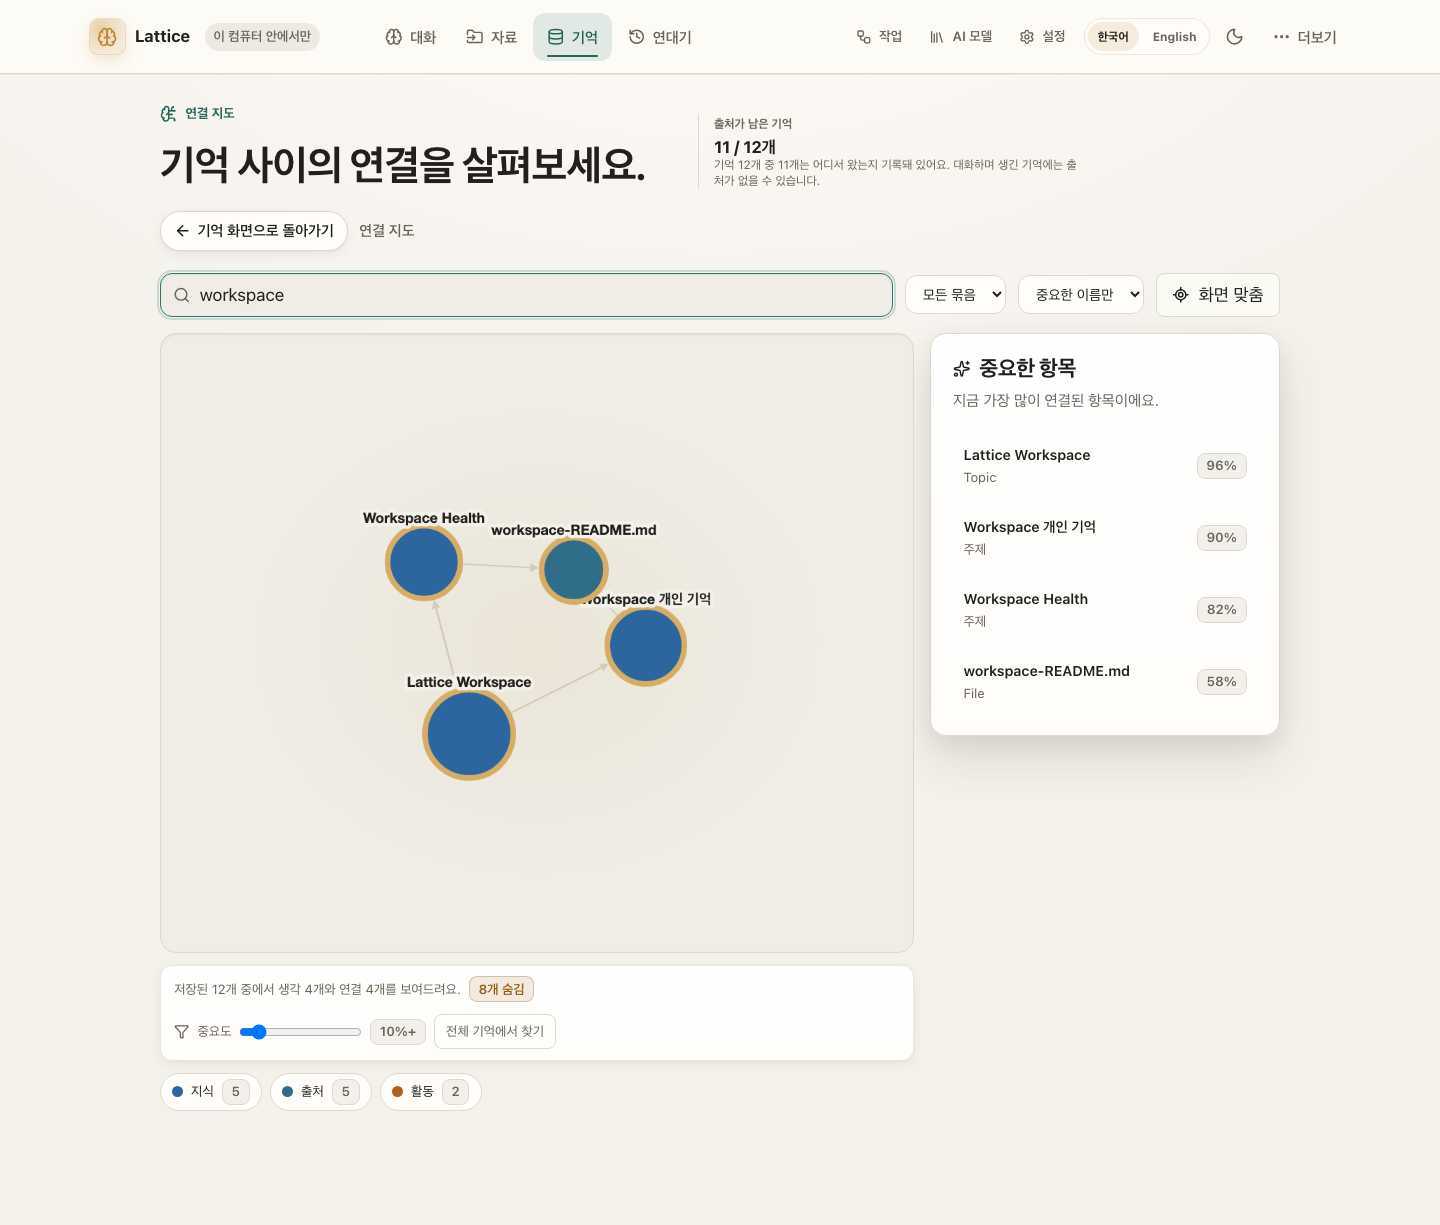 Lattice
이 컴퓨터 안에서만
대화
자료
기억
연대기
작업
AI 모델
설정
한국어
English
더보기
연결 지도
기억 사이의 연결을 살펴보세요.
출처가 남은 기억
11 / 12개
기억 12개 중 11개는 어디서 왔는지 기록돼 있어요. 대화하며 생긴 기억에는 출
처가 없을 수 있습니다.
기억 화면으로 돌아가기
연결 지도
workspace
모든 묶음
중요한 이름만
화면 맞춤
Workspace Health
workspace-README.md
Workspace 개인 기억
Lattice Workspace
중요한 항목
지금 가장 많이 연결된 항목이에요.
Lattice Workspace
Topic
96%
Workspace 개인 기억
주제
90%
Workspace Health
주제
82%
workspace-README.md
File
58%
저장된 12개 중에서 생각 4개와 연결 4개를 보여드려요.
8개 숨김
중요도
10%+
전체 기억에서 찾기
지식 5
출처 5
활동 2